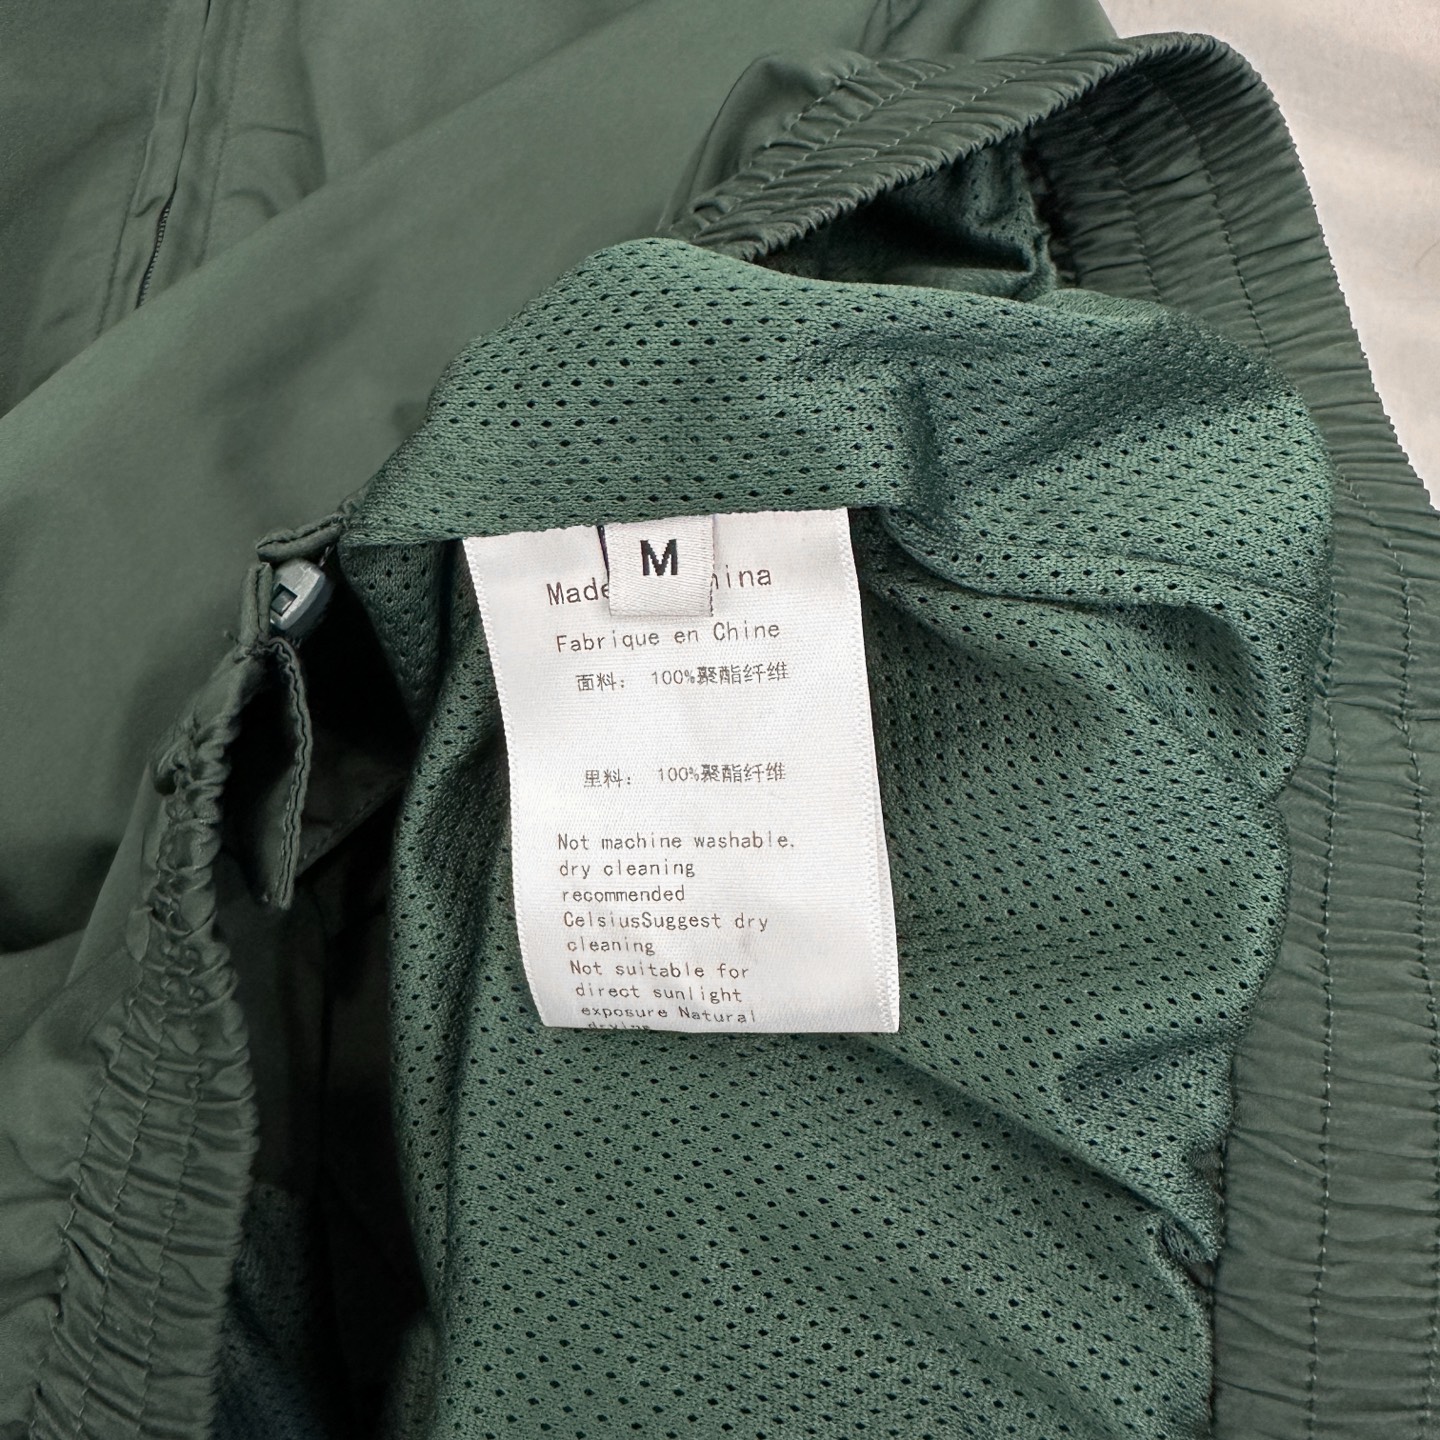 M
Made hina
Fabrique en Chine
面料： 100%聚酯纤维
里料： 100%聚酯纤维
Not machine washable,
dry cleaning
recommended
CelsiusSuggest dry
cleaning
Not suitable for
direct sunlight
exposure Natural
drying